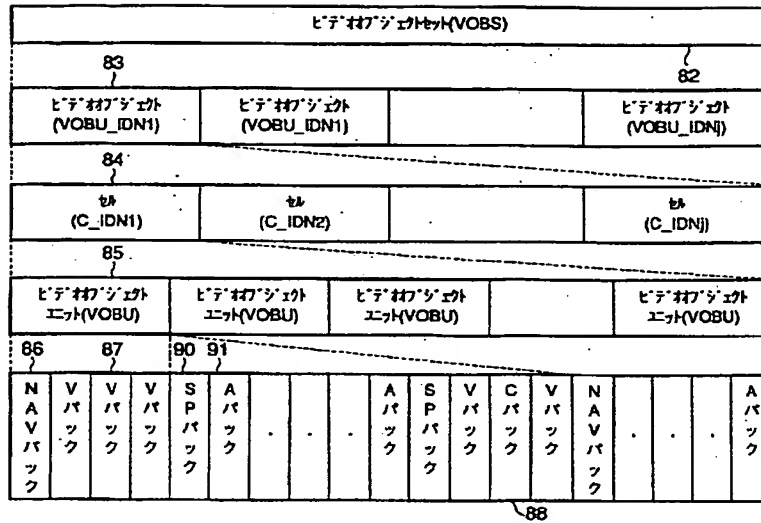 ﾋﾞﾃﾞｵｵﾌﾞｼﾞｪｸﾄｾｯﾄ(VOBS)
83
82
ﾋﾞﾃﾞｵｵﾌﾞｼﾞｪｸﾄ
(VOBU_IDN1)
ﾋﾞﾃﾞｵｵﾌﾞｼﾞｪｸﾄ
(VOBU_IDN1)
ﾋﾞﾃﾞｵｵﾌﾞｼﾞｪｸﾄ
(VOBU_IDNj)
84
ｾﾙ
(C_IDN1)
ｾﾙ
(C_IDN2)
ｾﾙ
(C_IDNj)
85
ﾋﾞﾃﾞｵｵﾌﾞｼﾞｪｸﾄ
ﾕﾆｯﾄ(VOBU)
ﾋﾞﾃﾞｵｵﾌﾞｼﾞｪｸﾄ
ﾕﾆｯﾄ(VOBU)
ﾋﾞﾃﾞｵｵﾌﾞｼﾞｪｸﾄ
ﾕﾆｯﾄ(VOBU)
ﾋﾞﾃﾞｵｵﾌﾞｼﾞｪｸﾄ
ﾕﾆｯﾄ(VOBU)
86
87
90
91
NAVパック
Vパック
Vパック
Vパック
SPパック
Aパック
.
.
.
Aパック
SPパック
Vパック
Cパック
Vパック
NAVパック
.
.
.
Aパック
88